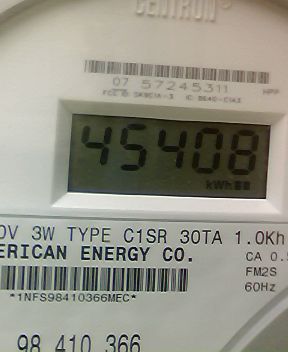 CENTRON®
07 57245311
45408
kWh
0V 3W TYPE C1SR 30TA 1.0Kh
ERICAN ENERGY CO.
CA 0.5
FM2S
60Hz
*1NFS98410366MEC*
98 410 366